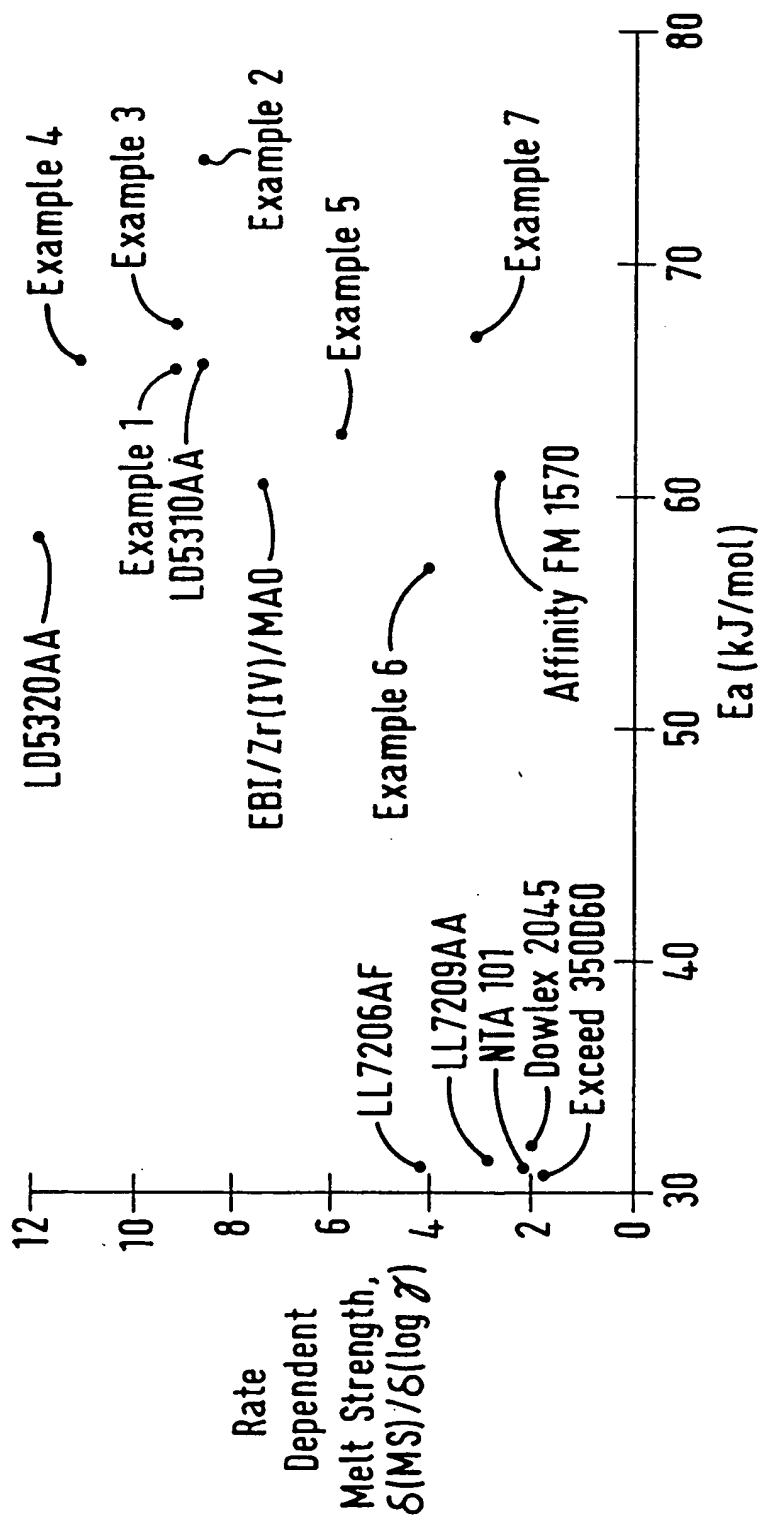 Rate
Dependent
Melt Strength,
δ(MS)/δ(log γ)
12
10
8
6
4
2
0
30
40
50
60
70
80
Ea (kJ/mol)
LD5320AA
Example 4
Example 3
Example 1
LD5310AA
Example 2
EBI/Zr(IV)/MAO
Example 5
Example 6
Example 7
Affinity FM 1570
LL7206AF
LL7209AA
NTA 101
Dowlex 2045
Exceed 350D60